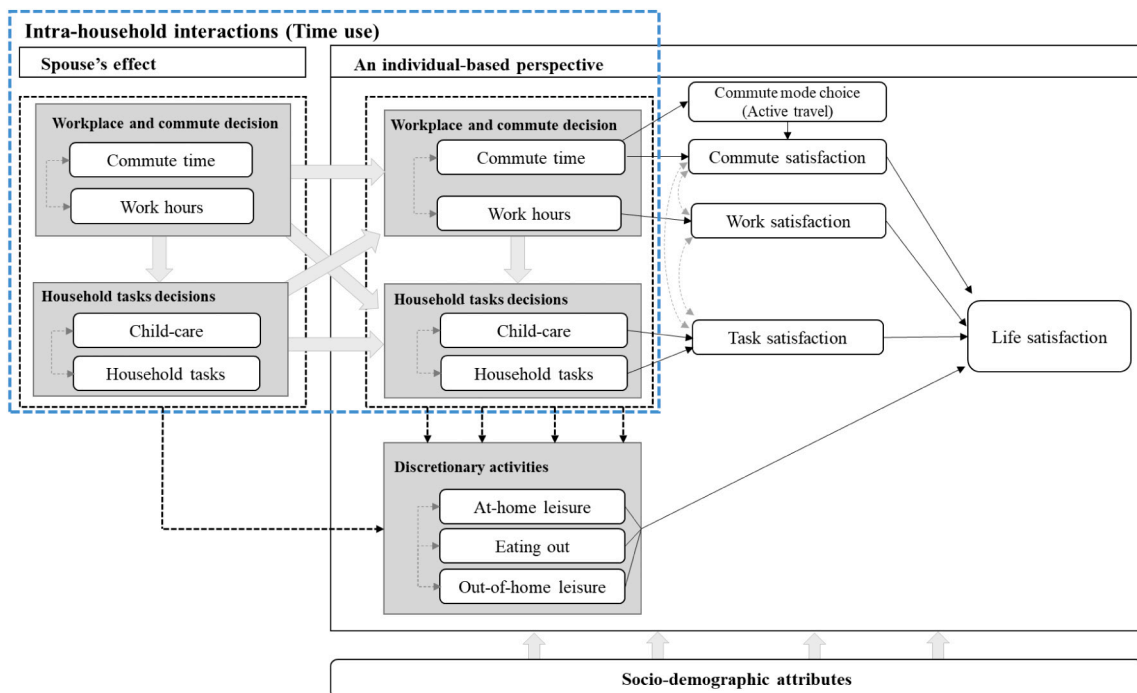 Intra-household interactions (Time use)
Spouse's effect
Workplace and commute decision
Commute time
Work hours
Household tasks decisions
Child-care
Household tasks
An individual-based perspective
Workplace and commute decision
Commute time
Work hours
Household tasks decisions
Child-care
Household tasks
Discretionary activities
At-home leisure
Eating out
Out-of-home leisure
Commute mode choice
(Active travel)
Commute satisfaction
Work satisfaction
Task satisfaction
Life satisfaction
Socio-demographic attributes